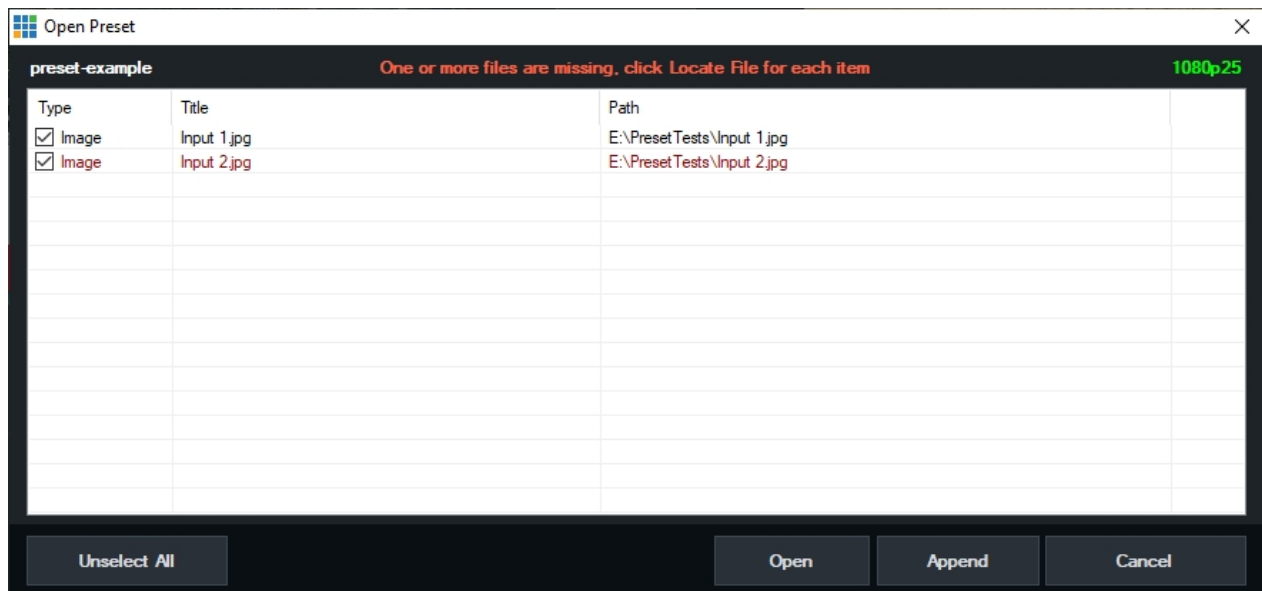 Open Preset
preset-example One or more files are missing, click Locate File for each item 1080p25
Type Title Path
Image Input 1.jpg E:\PresetTests\Input 1.jpg
Image Input 2.jpg E:\PresetTests\Input 2.jpg
Unselect All Open Append Cancel